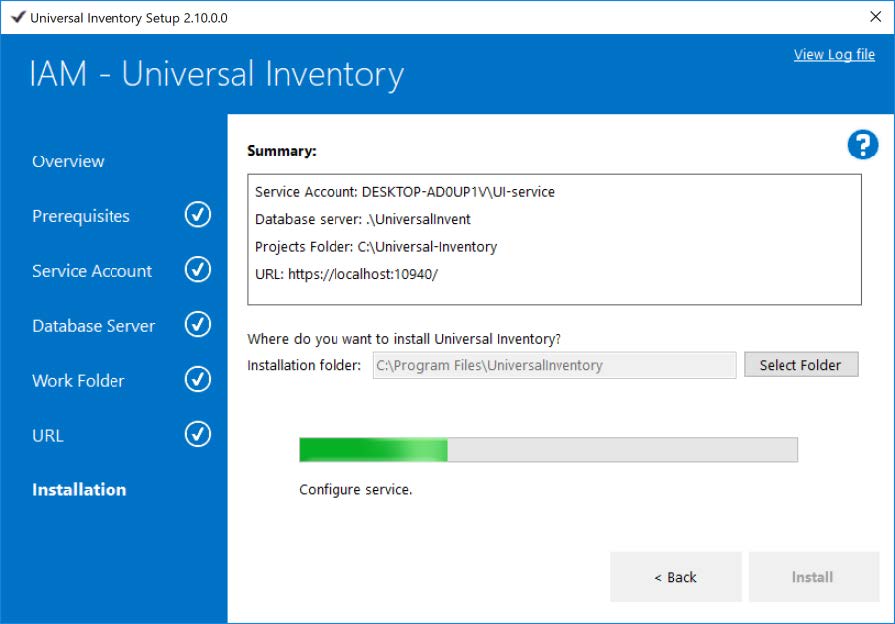 Universal Inventory Setup 2.10.0.0
View Log file
IAM - Universal Inventory
Overview
Prerequisites
Service Account
Database Server
Work Folder
URL
Installation
Summary:
Service Account: DESKTOP-AD0UP1V\UI-service
Database server: .\UniversalInvent
Projects Folder: C:\Universal-Inventory
URL: https://localhost:10940/
Where do you want to install Universal Inventory?
Installation folder: C:\Program Files\UniversalInventory Select Folder
Configure service.
< Back Install